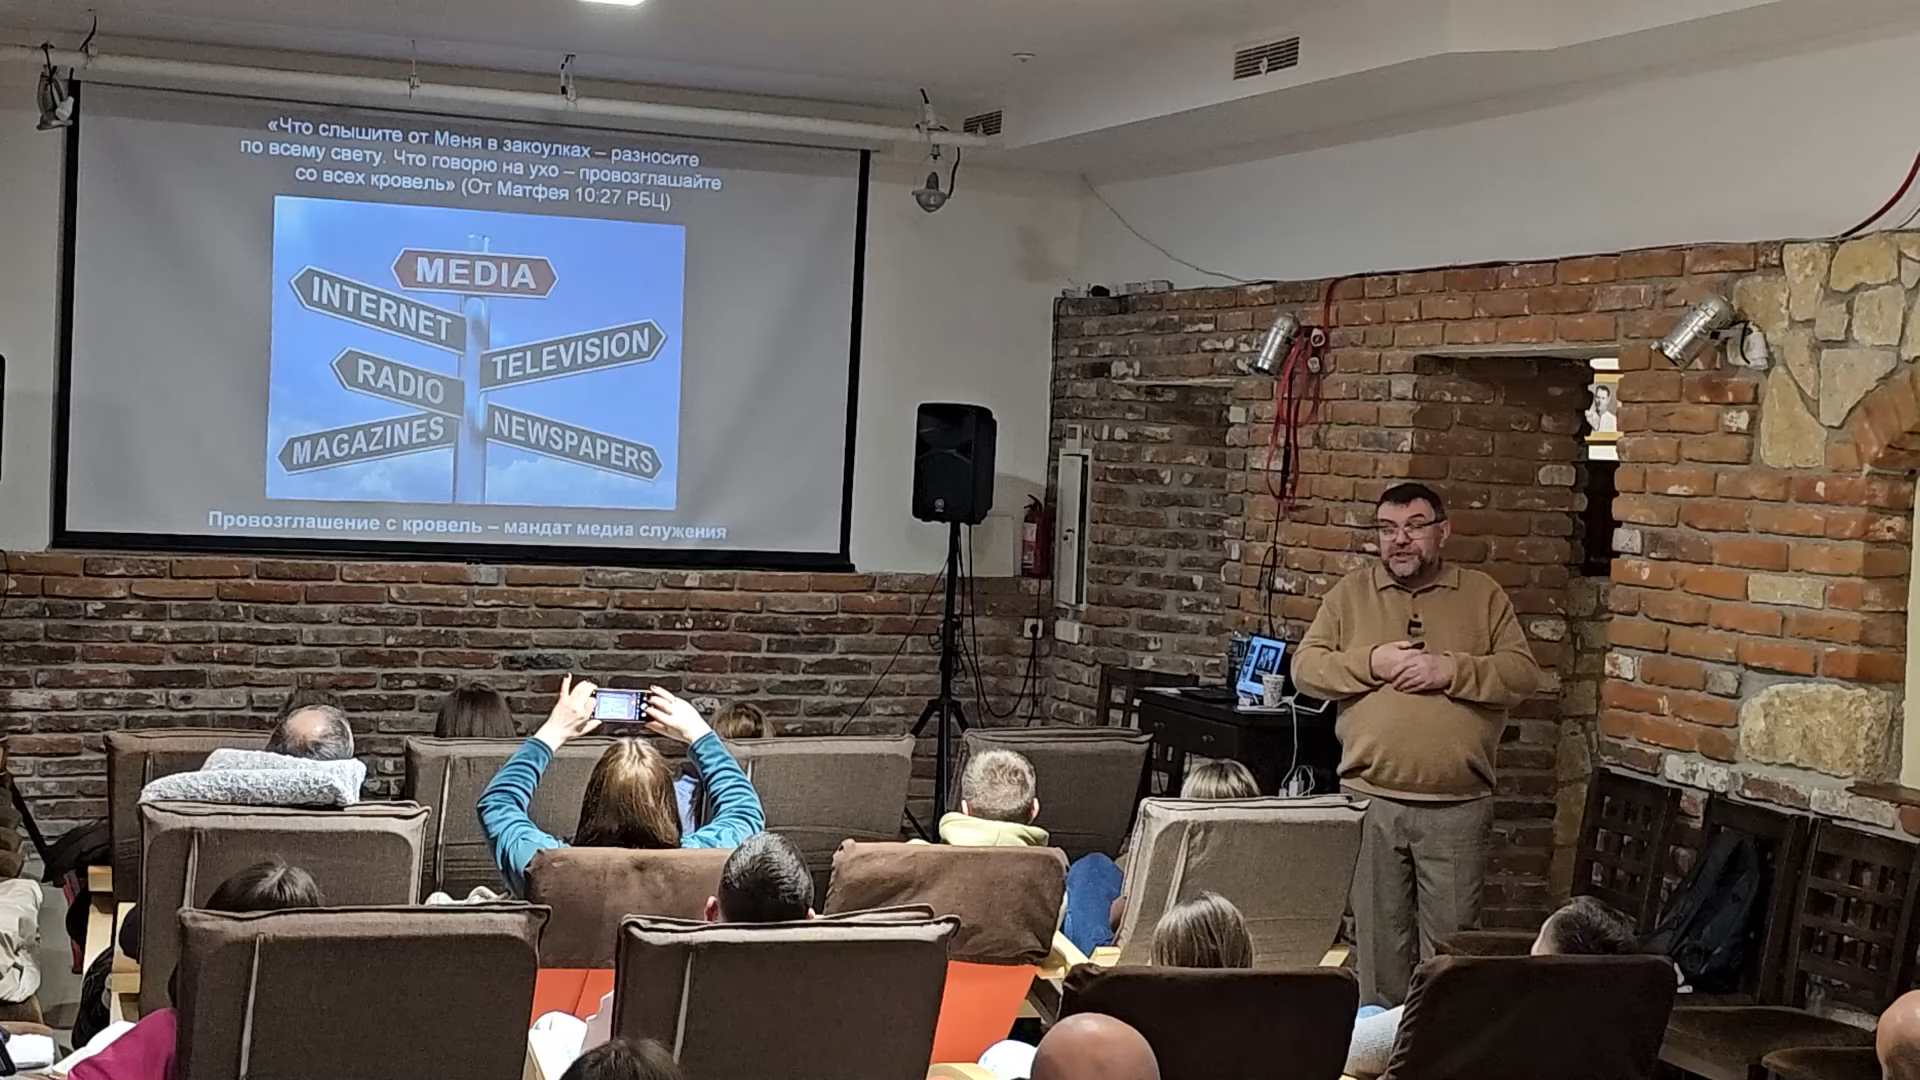 «Что слышите от Меня в закоулках – разносите
по всему свету. Что говорю на ухо – провозглашайте
со всех кровель» (От Матфея 10:27 РБЦ)
MEDIA
INTERNET
TELEVISION
RADIO
MAGAZINES
NEWSPAPERS
Провозглашение с кровель – мандат медиа служения